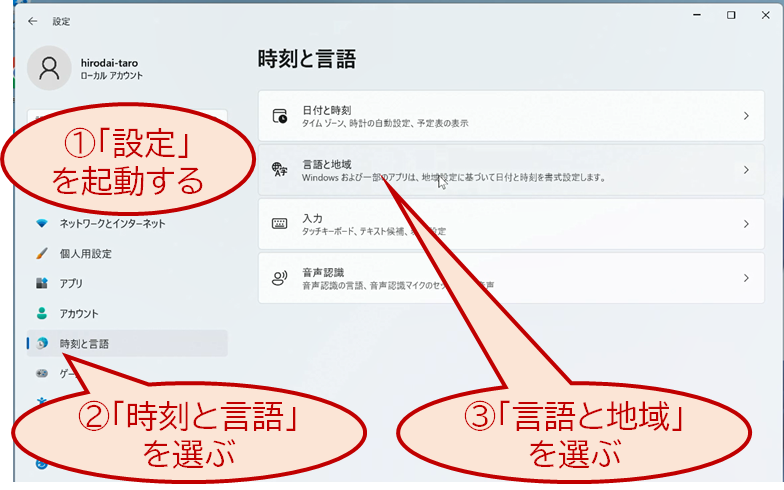 設定
hirodai-taro
ローカル アカウント
時刻と言語
日付と時刻
タイム ゾーン、時計の自動設定、予定表の表示
①「設定」
を起動する
言語と地域
Windows および一部のアプリは、地域設定に基づいて日付と時刻を書式設定します。
入力
タッチキーボード、テキスト候補、設定
ネットワークとインターネット
個人用設定
音声認識
音声認識の言語、音声認識マイクのセッ 声
アプリ
アカウント
時刻と言語
ゲー
②「時刻と言語」
を選ぶ
③「言語と地域」
を選ぶ